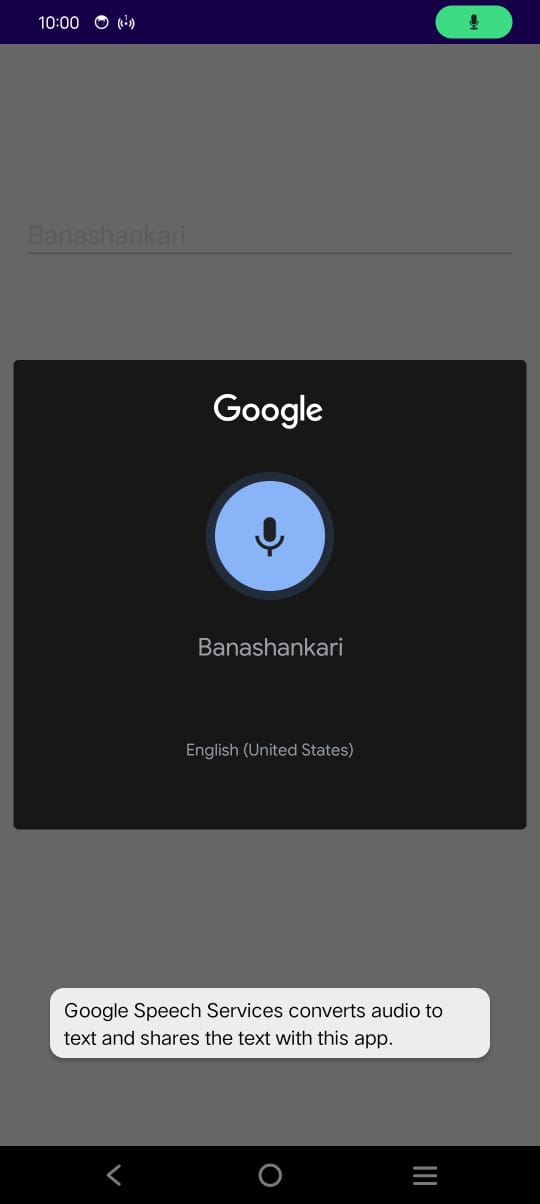 10:00
Banashankari
Google
Banashankari
English (United States)
Google Speech Services converts audio to
text and shares the text with this app.